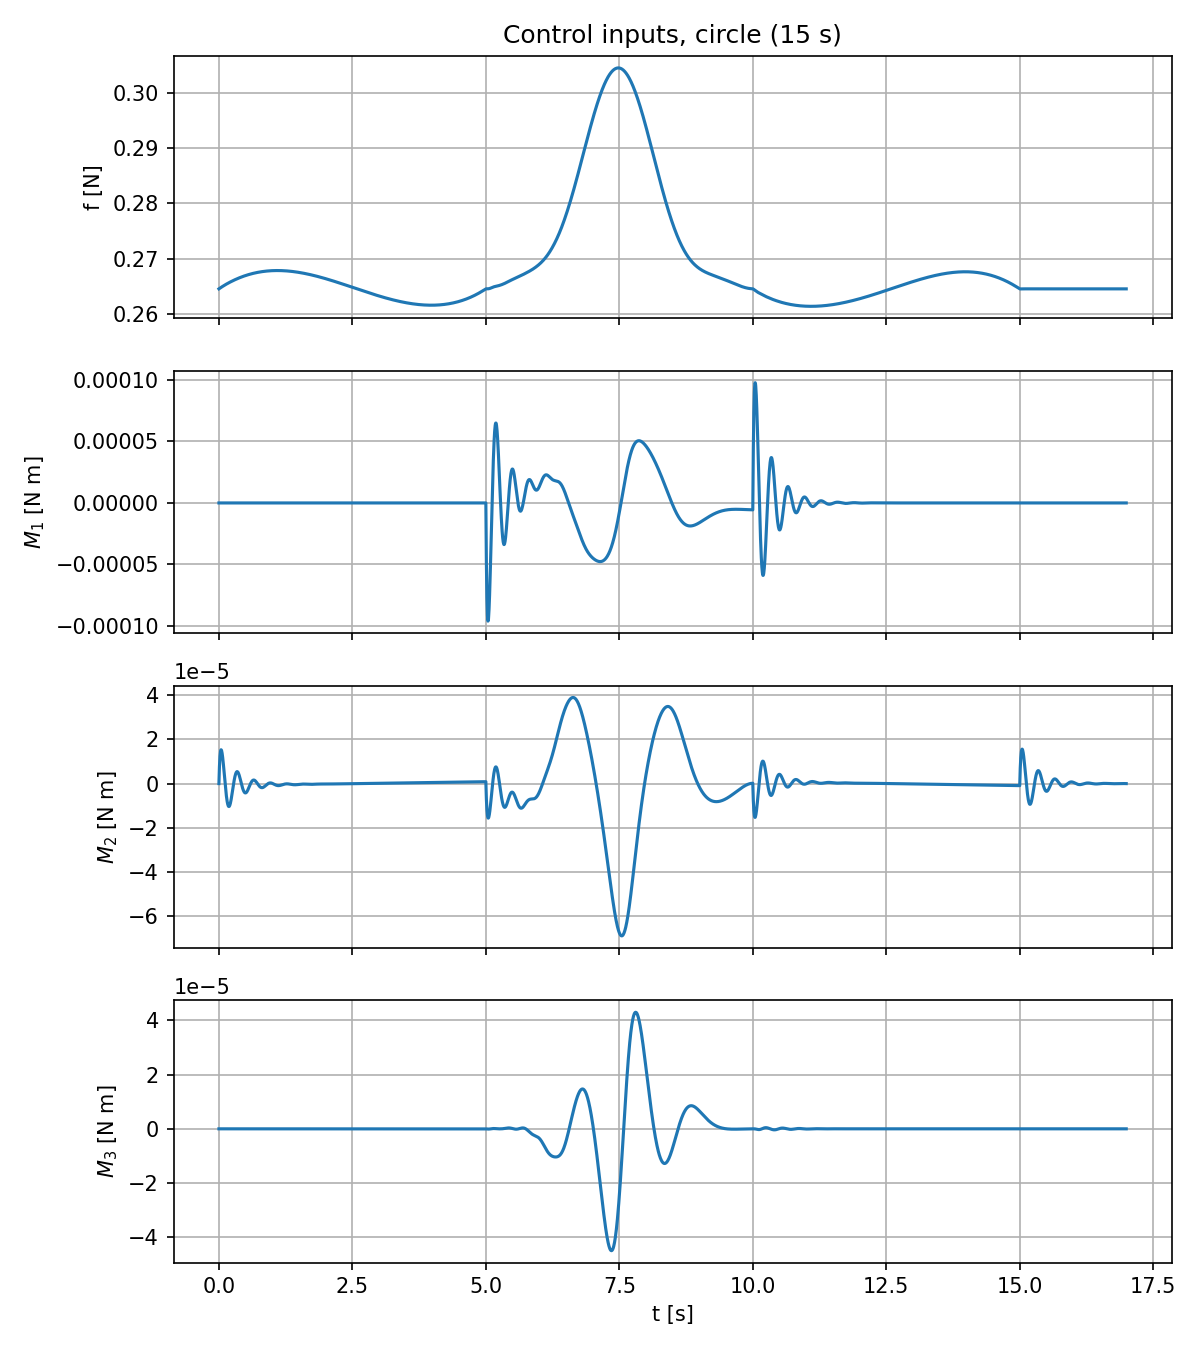 Control inputs, circle (15 s)
0.30
0.29
0.28
0.27
0.26
f [N]
0.00010
0.00005
0.00000
−0.00005
−0.00010
M₁ [N m]
1e−5
4
2
0
−2
−4
−6
M₂ [N m]
1e−5
4
2
0
−2
−4
M₃ [N m]
0.0 2.5 5.0 7.5 10.0 12.5 15.0 17.5
t [s]